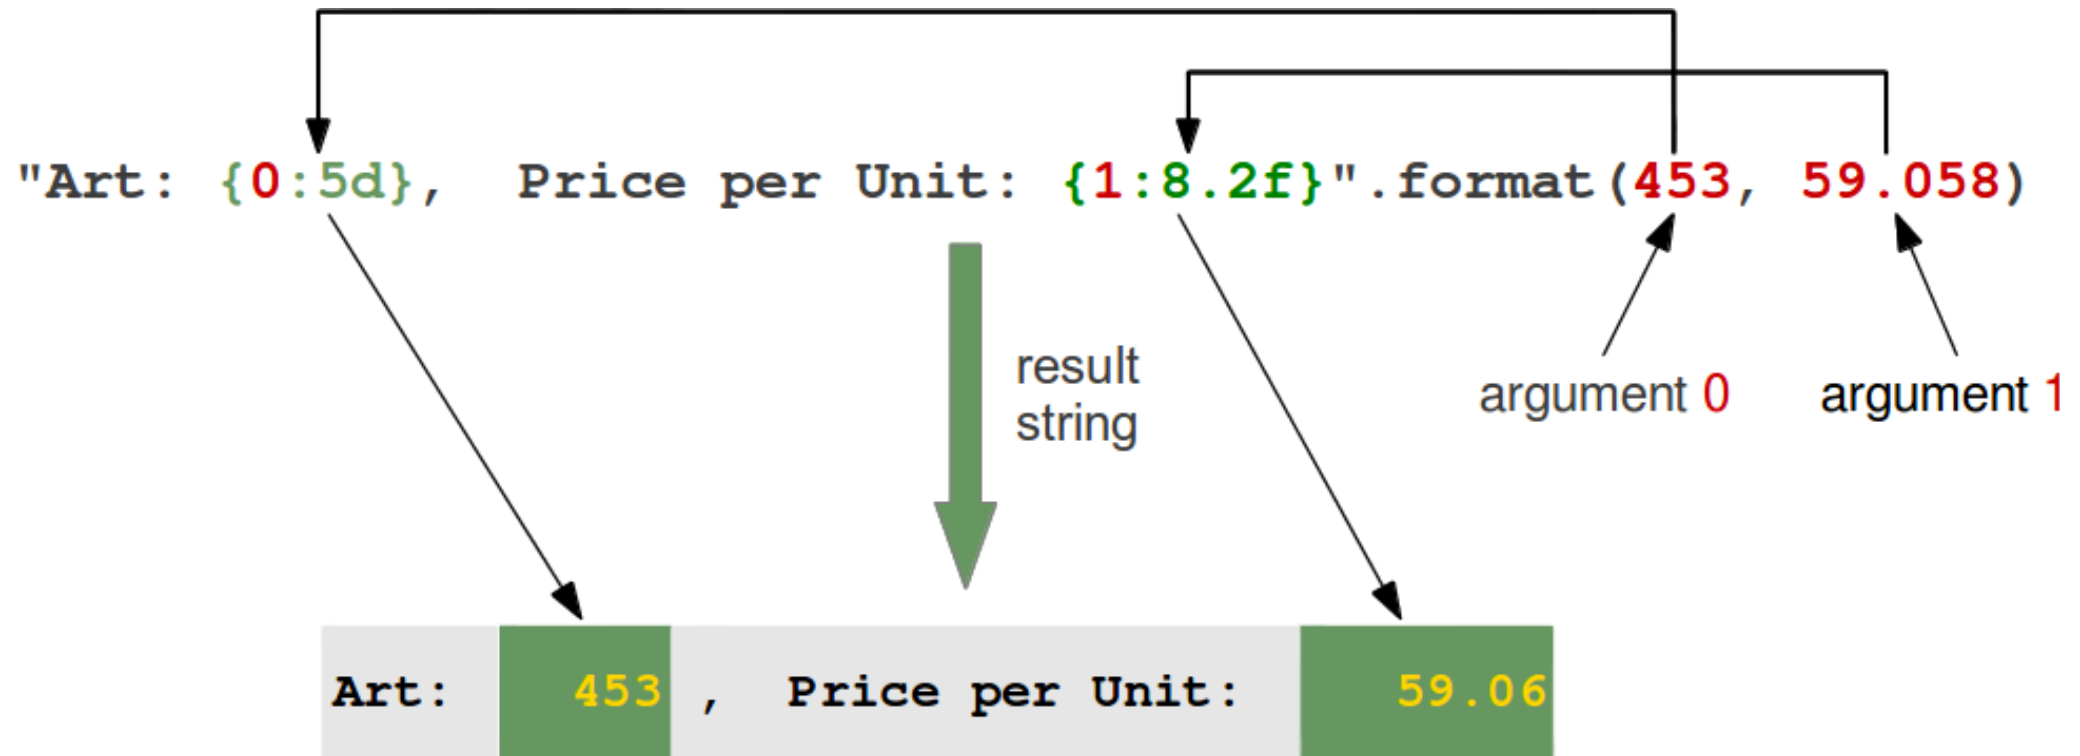 "Art: {0:5d},  Price per Unit: {1:8.2f}".format(453, 59.058)
result
string
argument 0
argument 1
Art:   453 ,  Price per Unit:    59.06